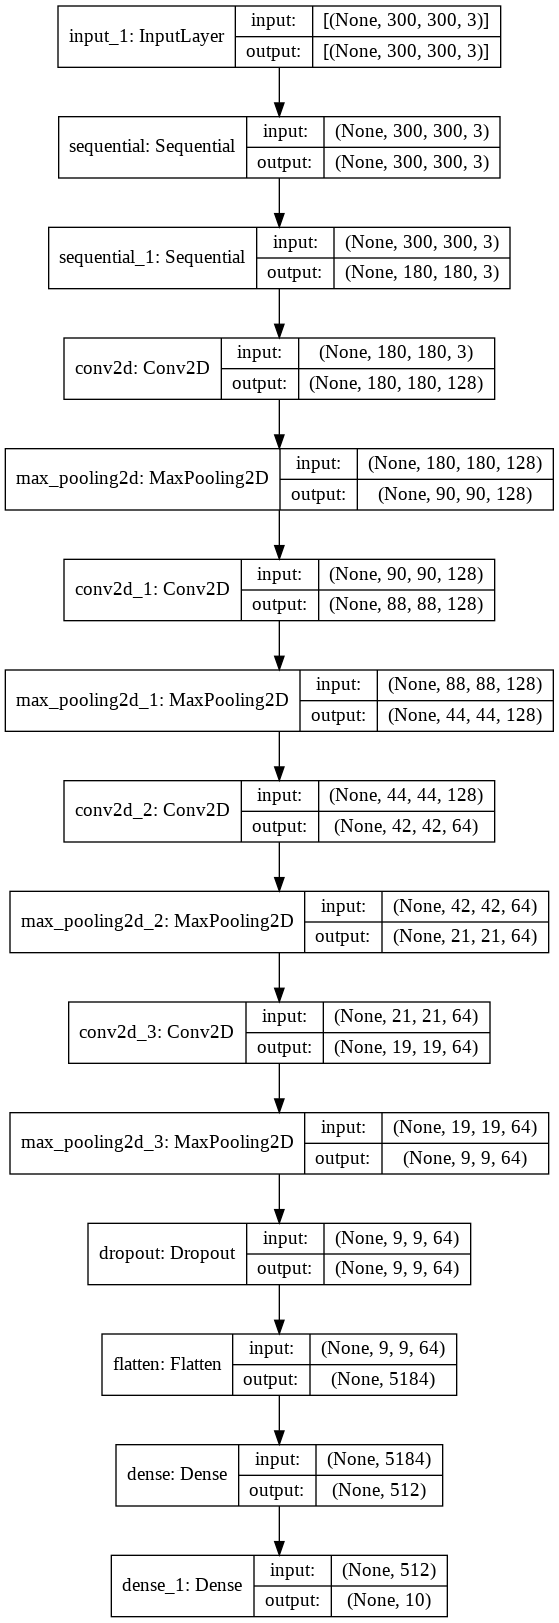 input_1: InputLayer
input: [(None, 300, 300, 3)]
output: [(None, 300, 300, 3)]
sequential: Sequential
input: (None, 300, 300, 3)
output: (None, 300, 300, 3)
sequential_1: Sequential
input: (None, 300, 300, 3)
output: (None, 180, 180, 3)
conv2d: Conv2D
input: (None, 180, 180, 3)
output: (None, 180, 180, 128)
max_pooling2d: MaxPooling2D
input: (None, 180, 180, 128)
output: (None, 90, 90, 128)
conv2d_1: Conv2D
input: (None, 90, 90, 128)
output: (None, 88, 88, 128)
max_pooling2d_1: MaxPooling2D
input: (None, 88, 88, 128)
output: (None, 44, 44, 128)
conv2d_2: Conv2D
input: (None, 44, 44, 128)
output: (None, 42, 42, 64)
max_pooling2d_2: MaxPooling2D
input: (None, 42, 42, 64)
output: (None, 21, 21, 64)
conv2d_3: Conv2D
input: (None, 21, 21, 64)
output: (None, 19, 19, 64)
max_pooling2d_3: MaxPooling2D
input: (None, 19, 19, 64)
output: (None, 9, 9, 64)
dropout: Dropout
input: (None, 9, 9, 64)
output: (None, 9, 9, 64)
flatten: Flatten
input: (None, 9, 9, 64)
output: (None, 5184)
dense: Dense
input: (None, 5184)
output: (None, 512)
dense_1: Dense
input: (None, 512)
output: (None, 10)